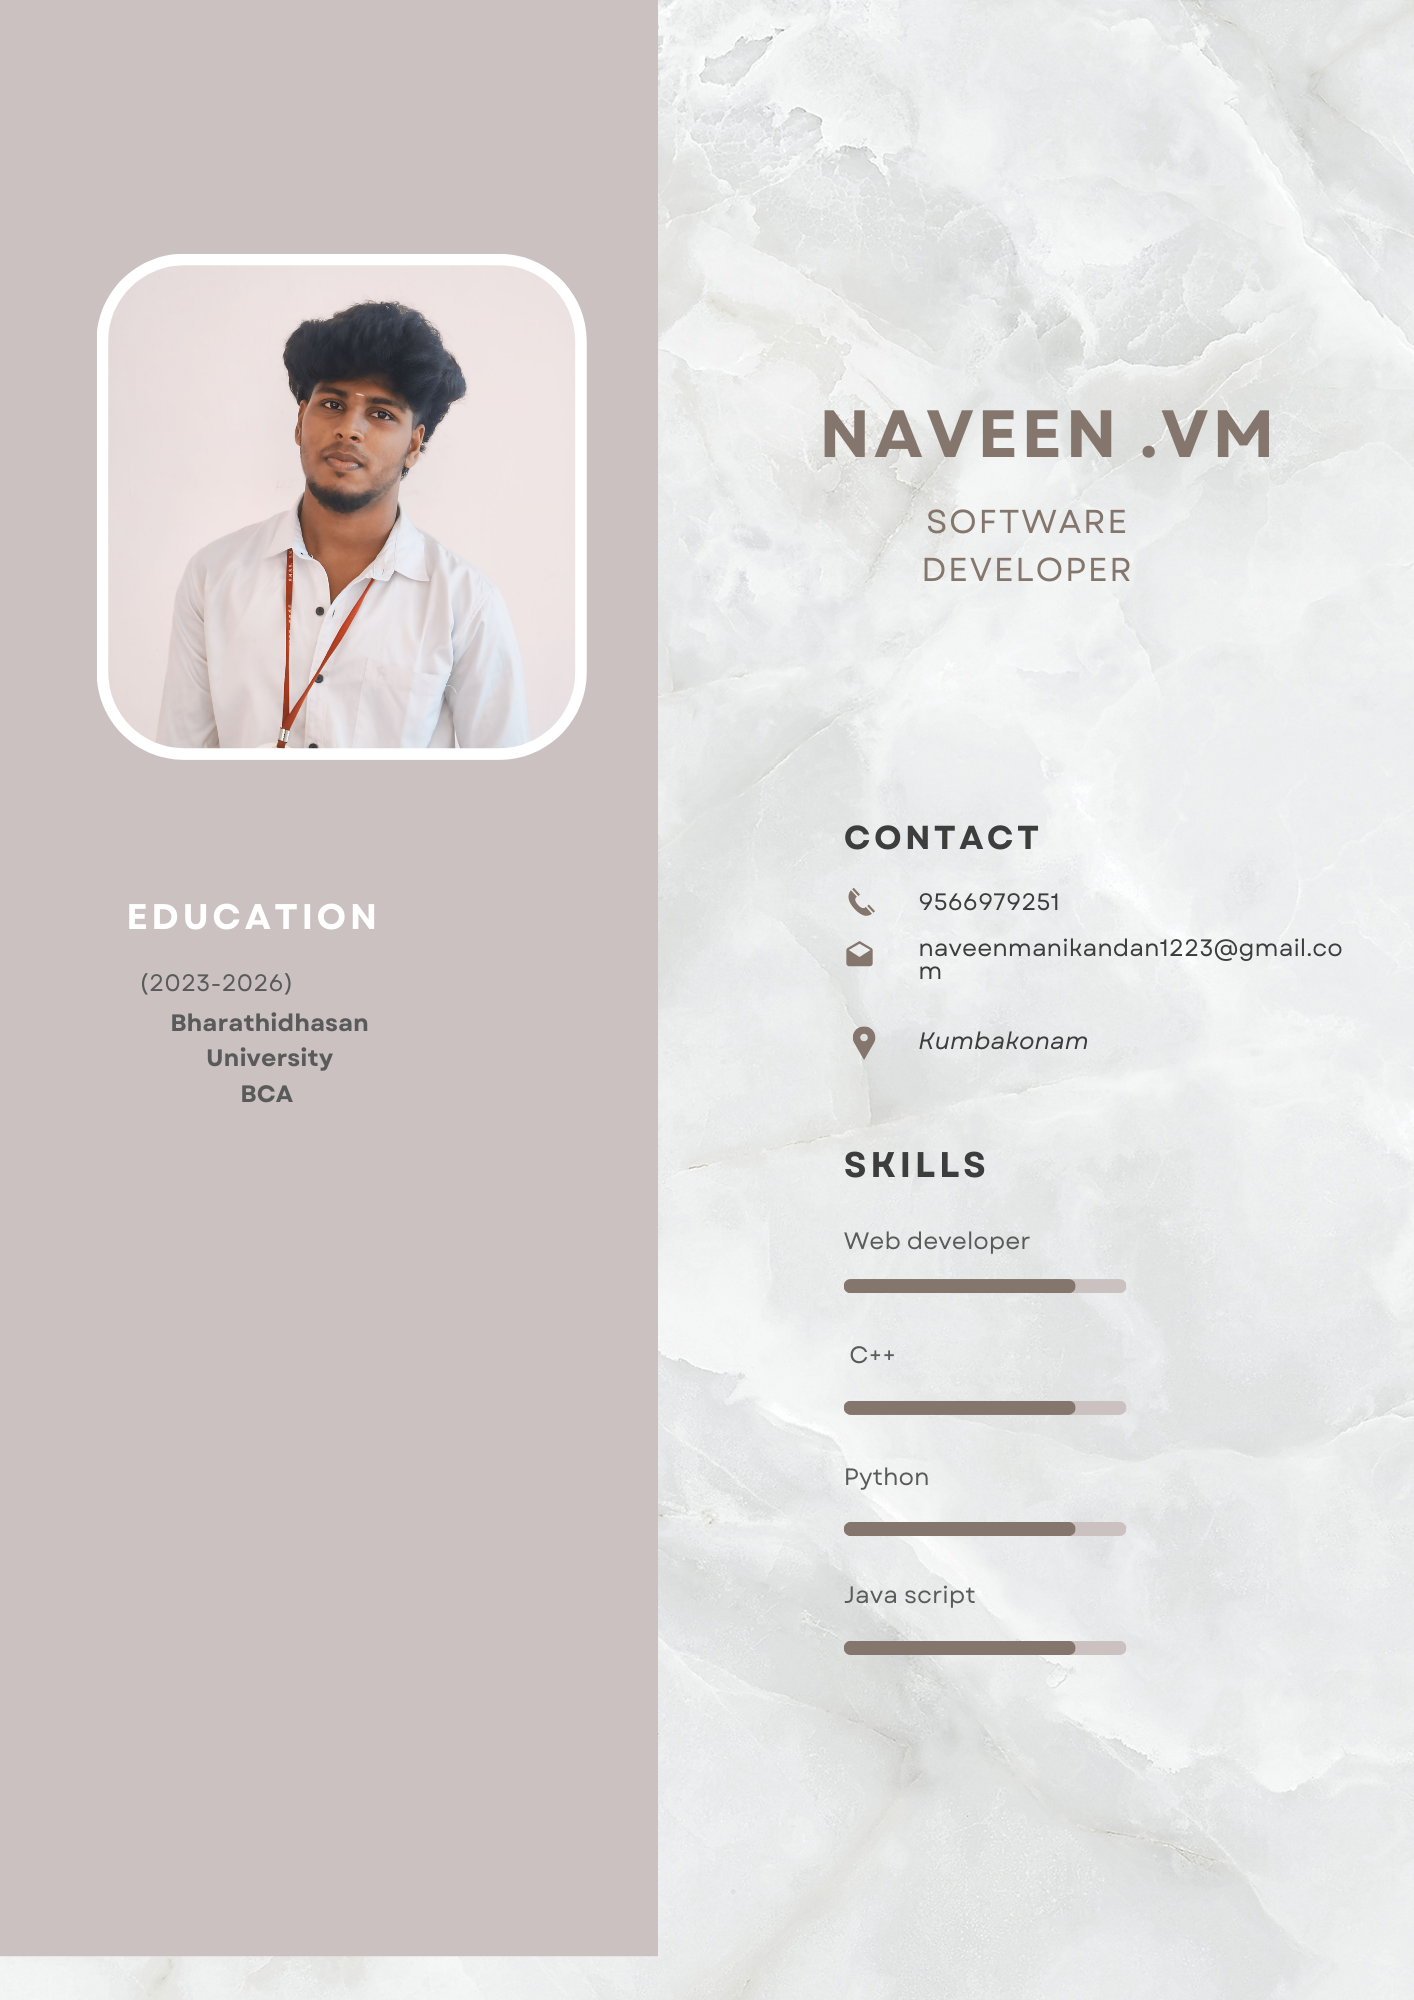 NAVEEN .VM
SOFTWARE
DEVELOPER
EDUCATION
(2023-2026)
Bharathidhasan
University
BCA
CONTACT
9566979251
naveenmanikandan1223@gmail.co
m
Kumbakonam
SKILLS
Web developer
C++
Python
Java script